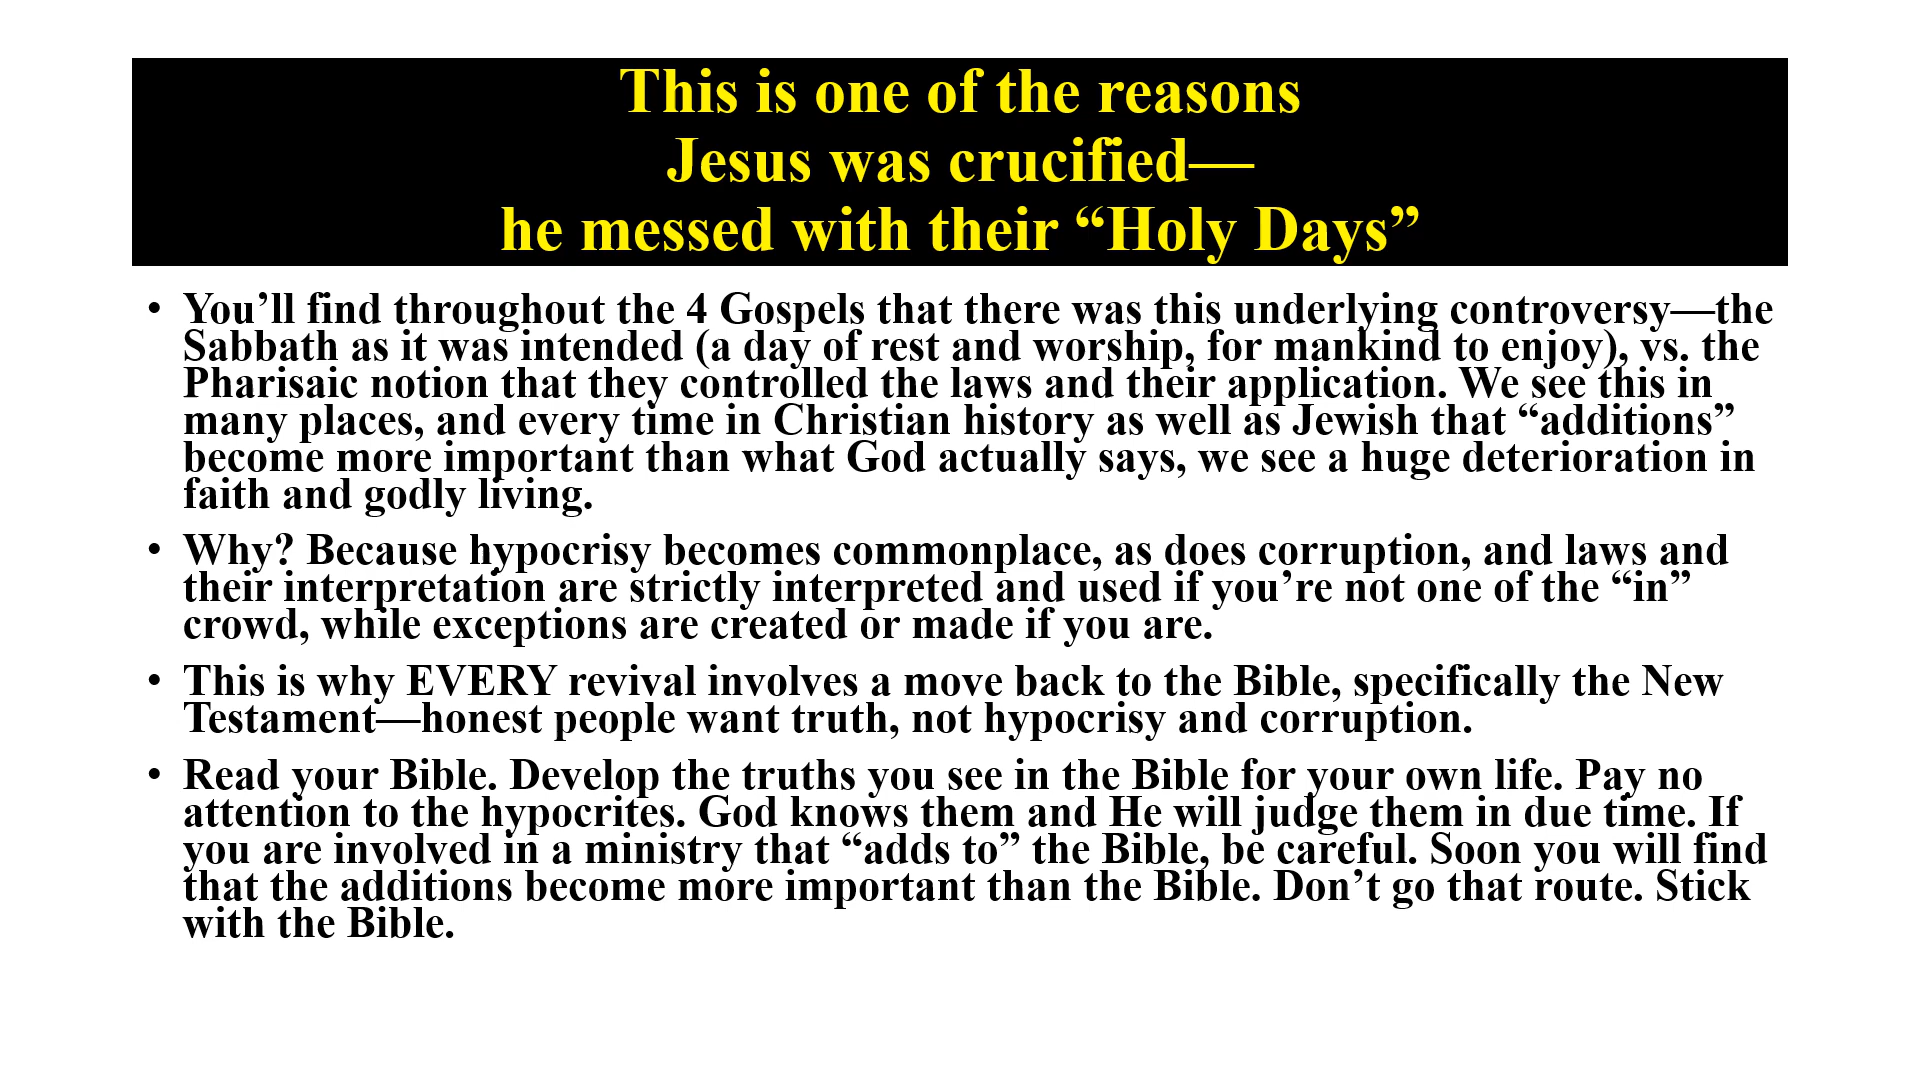 This is one of the reasons
Jesus was crucified—
he messed with their “Holy Days”
• You’ll find throughout the 4 Gospels that there was this underlying controversy—the
Sabbath as it was intended (a day of rest and worship, for mankind to enjoy), vs. the
Pharisaic notion that they controlled the laws and their application. We see this in
many places, and every time in Christian history as well as Jewish that “additions”
become more important than what God actually says, we see a huge deterioration in
faith and godly living.
• Why? Because hypocrisy becomes commonplace, as does corruption, and laws and
their interpretation are strictly interpreted and used if you’re not one of the “in”
crowd, while exceptions are created or made if you are.
• This is why EVERY revival involves a move back to the Bible, specifically the New
Testament—honest people want truth, not hypocrisy and corruption.
• Read your Bible. Develop the truths you see in the Bible for your own life. Pay no
attention to the hypocrites. God knows them and He will judge them in due time. If
you are involved in a ministry that “adds to” the Bible, be careful. Soon you will find
that the additions become more important than the Bible. Don’t go that route. Stick
with the Bible.